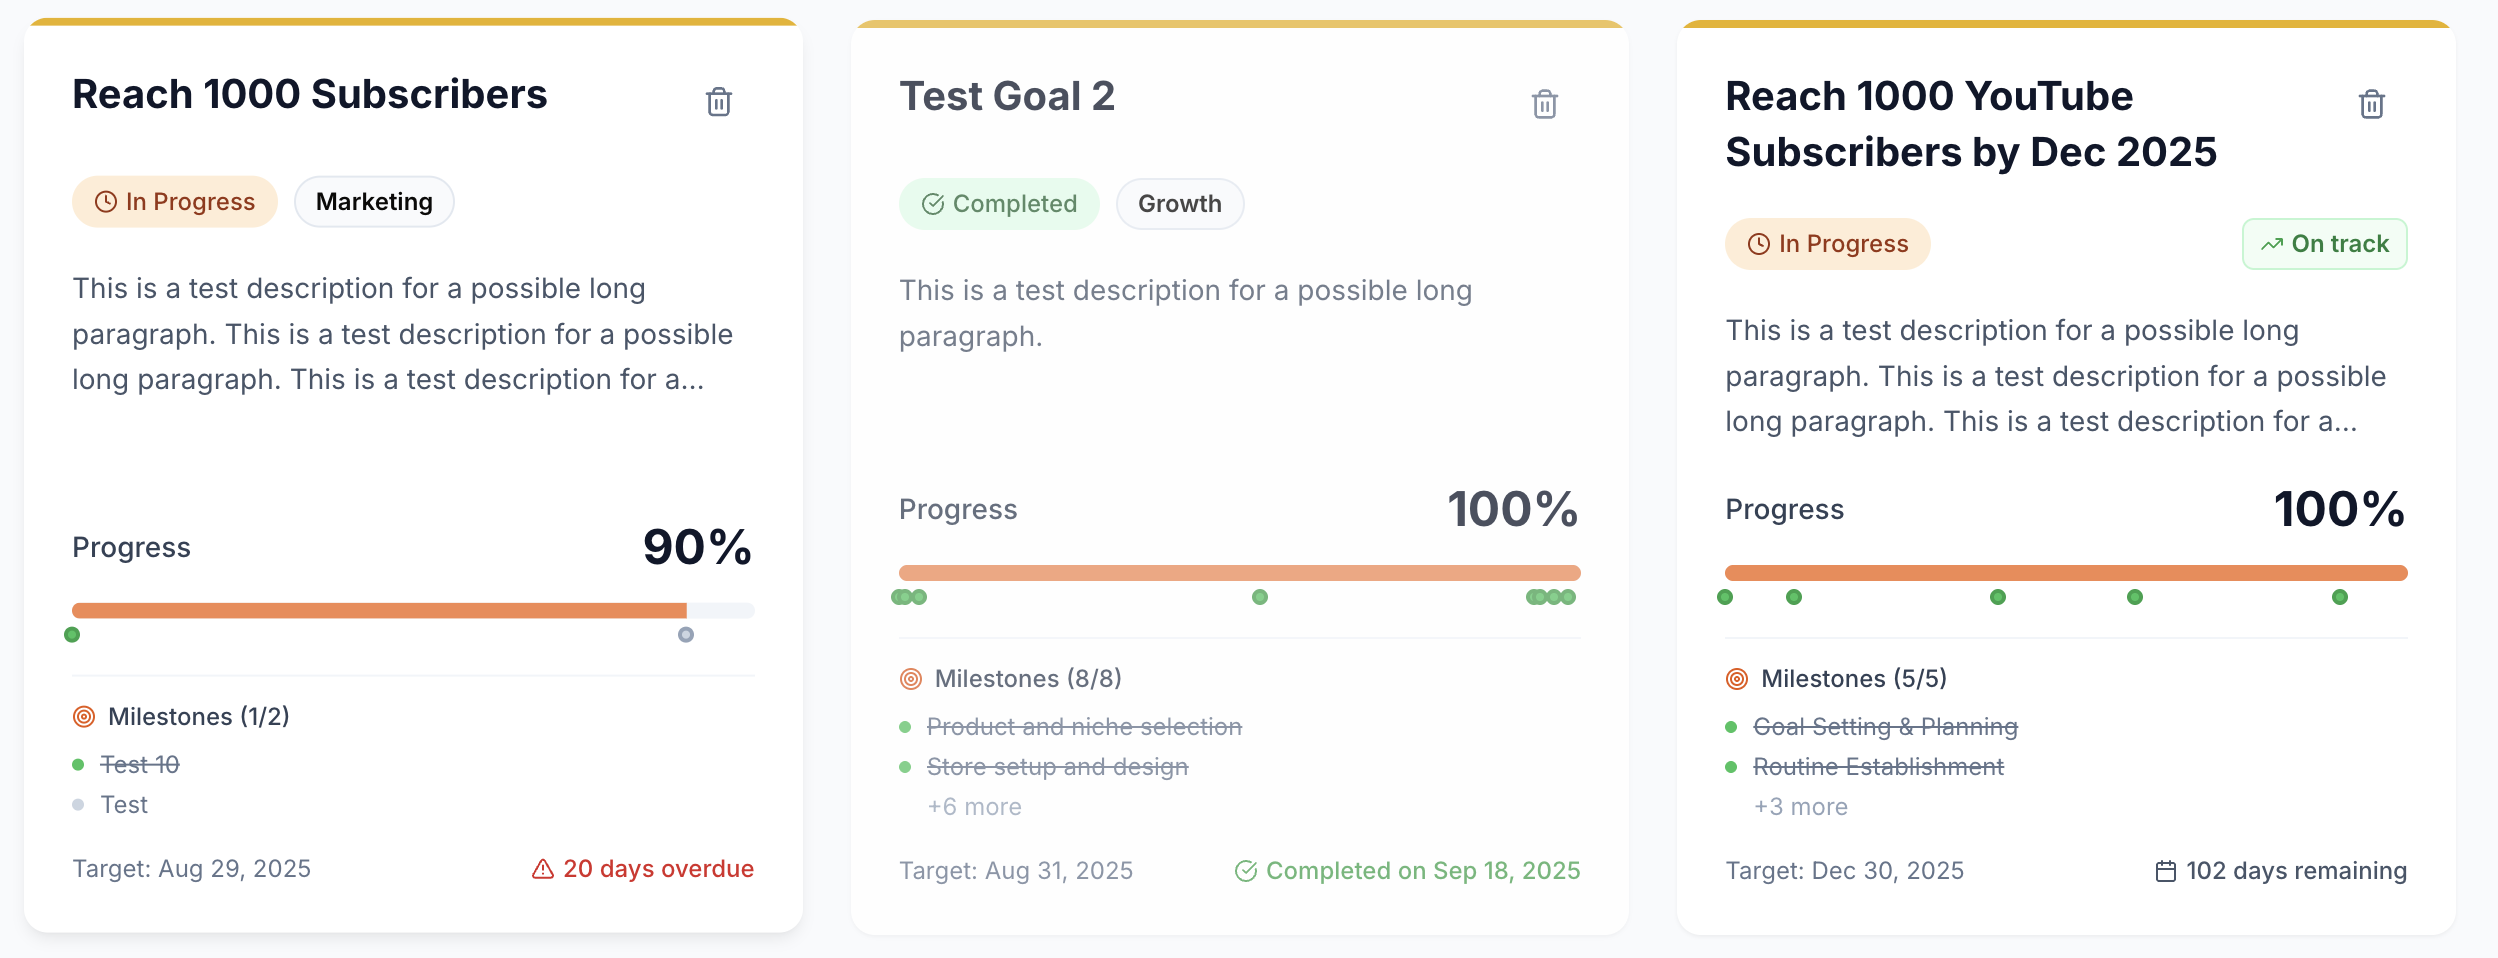 Reach 1000 Subscribers
In Progress
Marketing
This is a test description for a possible long
paragraph. This is a test description for a possible
long paragraph. This is a test description for a...
Progress
90%
Milestones (1/2)
Test 10
Test
Target: Aug 29, 2025
20 days overdue
Test Goal 2
Completed
Growth
This is a test description for a possible long
paragraph.
Progress
100%
Milestones (8/8)
Product and niche selection
Store setup and design
+6 more
Target: Aug 31, 2025
Completed on Sep 18, 2025
Reach 1000 YouTube
Subscribers by Dec 2025
In Progress
On track
This is a test description for a possible long
paragraph. This is a test description for a possible
long paragraph. This is a test description for a...
Progress
100%
Milestones (5/5)
Goal Setting & Planning
Routine Establishment
+3 more
Target: Dec 30, 2025
102 days remaining